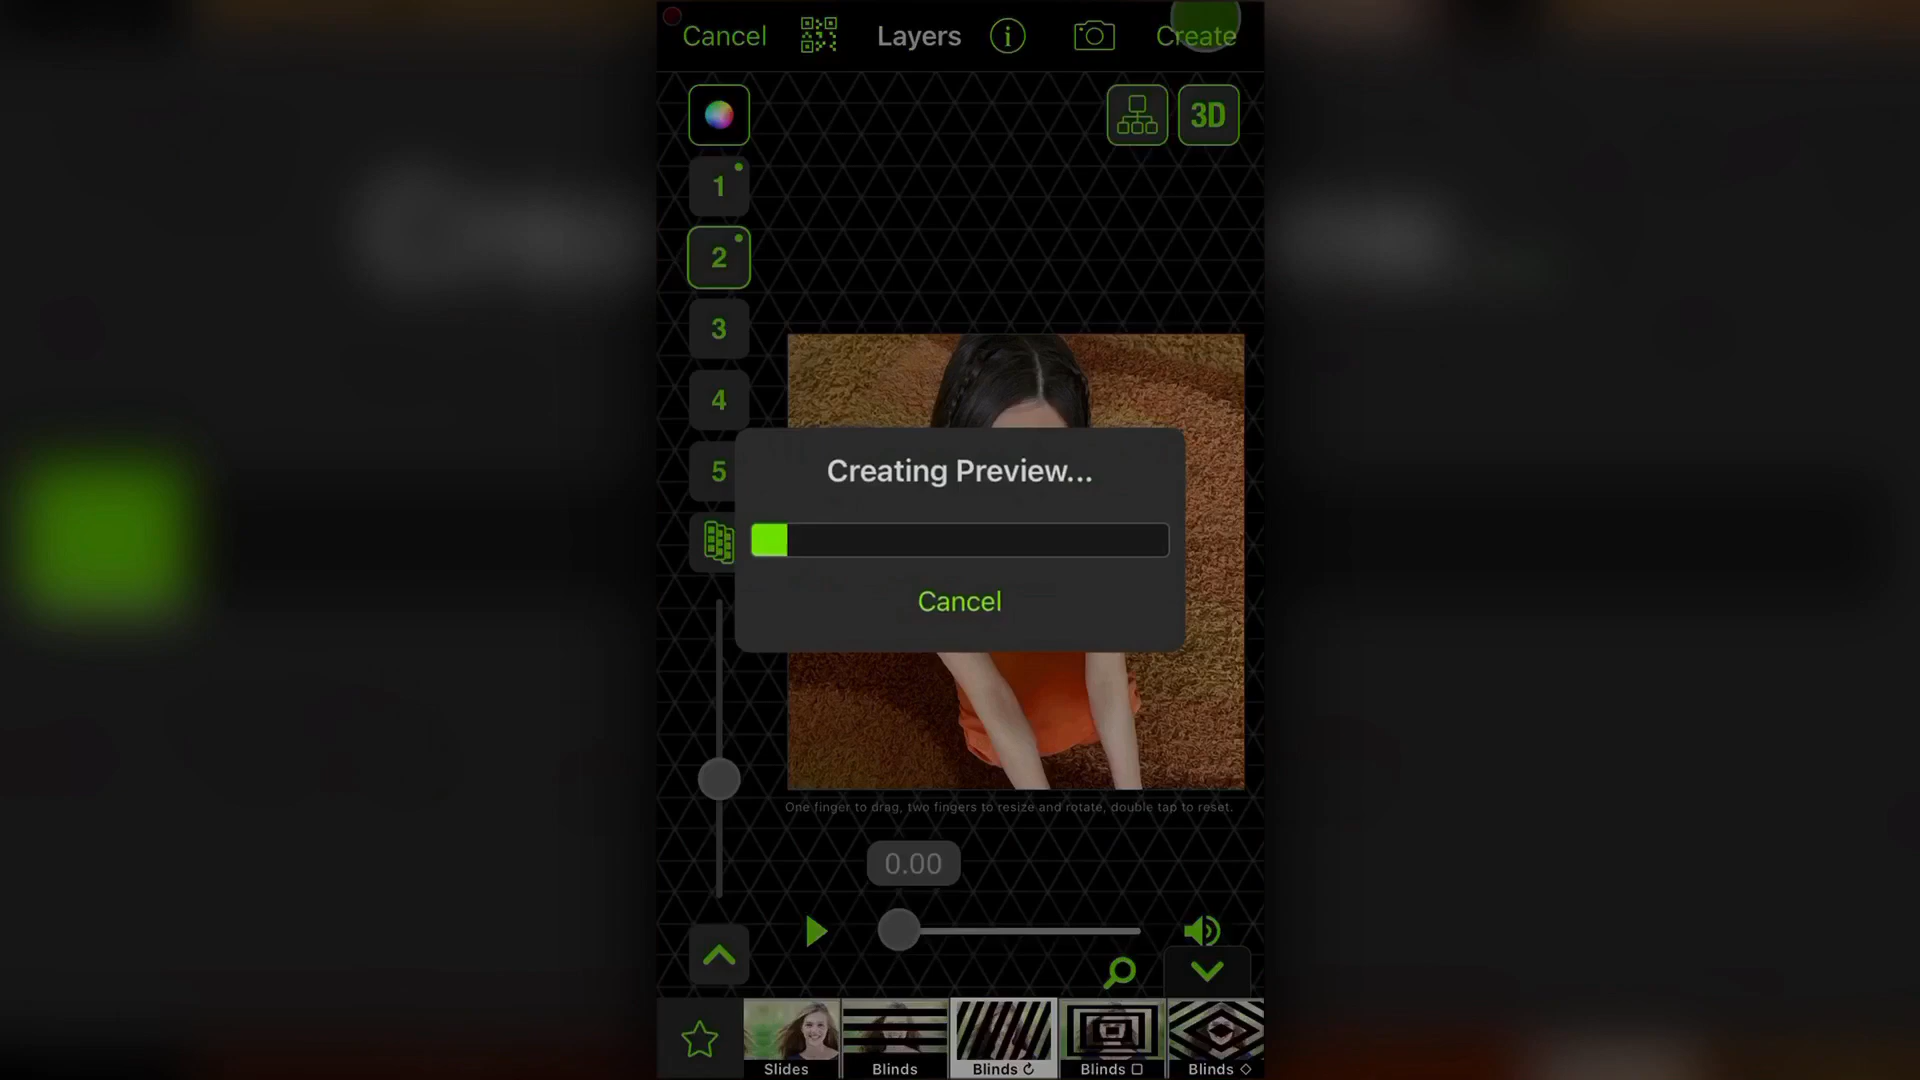 Cancel
Layers
Create
3D
1
2
3
4
5
Creating Preview...
Cancel
One finger to drag, two fingers to resize and rotate, double tap to reset.
0.00
Slides
Blinds
Blinds
Blinds
Blinds